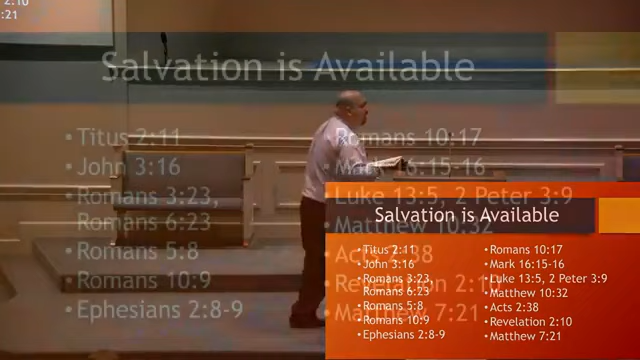 2:10
:21
Salvation is Available
• Titus 2:11
• John 3:16
• Romans 3:23,
Romans 6:23
• Romans 5:8
• Romans 10:9
• Ephesians 2:8-9
• Romans 10:17
• Mark 16:15-16
• Luke 13:5, 2 Peter 3:9
• Matthew 10:32
• Acts 2:38
• Revelation 2:10
• Matthew 7:21
Salvation is Available
• Titus 2:11
• John 3:16
• Romans 3:23,
Romans 6:23
• Romans 5:8
• Romans 10:9
• Ephesians 2:8-9
• Romans 10:17
• Mark 16:15-16
• Luke 13:5, 2 Peter 3:9
• Matthew 10:32
• Acts 2:38
• Revelation 2:10
• Matthew 7:21